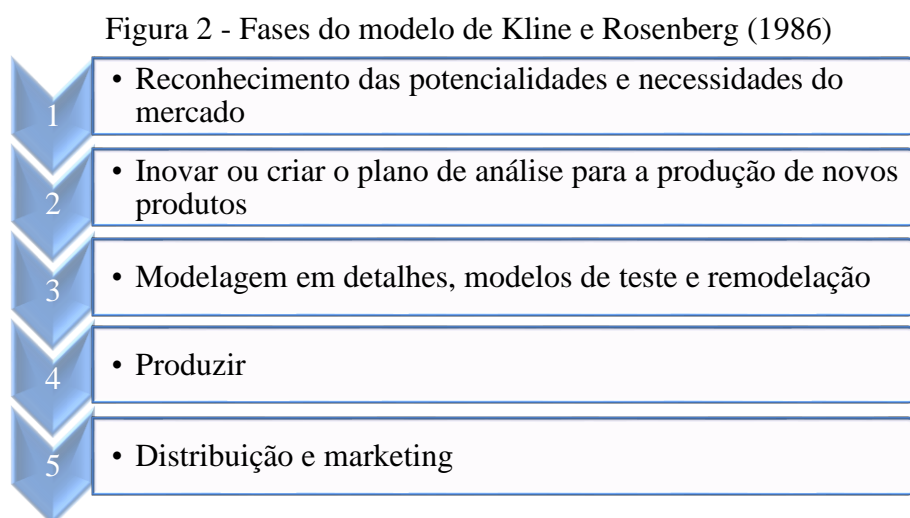 Figura 2 - Fases do modelo de Kline e Rosenberg (1986)
1
• Reconhecimento das potencialidades e necessidades do
mercado
2
• Inovar ou criar o plano de análise para a produção de novos
produtos
3
• Modelagem em detalhes, modelos de teste e remodelação
4
• Produzir
5
• Distribuição e marketing